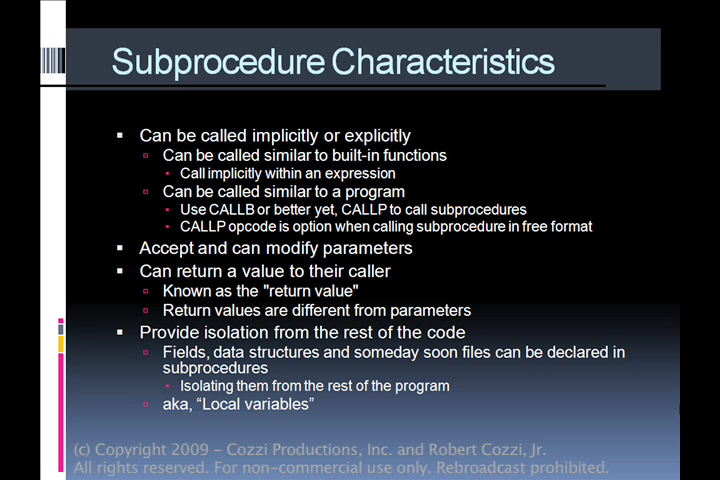 Subprocedure Characteristics
Can be called implicitly or explicitly
Can be called similar to built-in functions
Call implicitly within an expression
Can be called similar to a program
Use CALLB or better yet, CALLP to call subprocedures
CALLP opcode is option when calling subprocedure in free format
Accept and can modify parameters
Can return a value to their caller
Known as the "return value"
Return values are different from parameters
Provide isolation from the rest of the code
Fields, data structures and someday soon files can be declared in
subprocedures
Isolating them from the rest of the program
aka, “Local variables”
(c) Copyright 2009 – Cozzi Productions, Inc. and Robert Cozzi, Jr.
All rights reserved. For non-commercial use only. Rebroadcast prohibited.